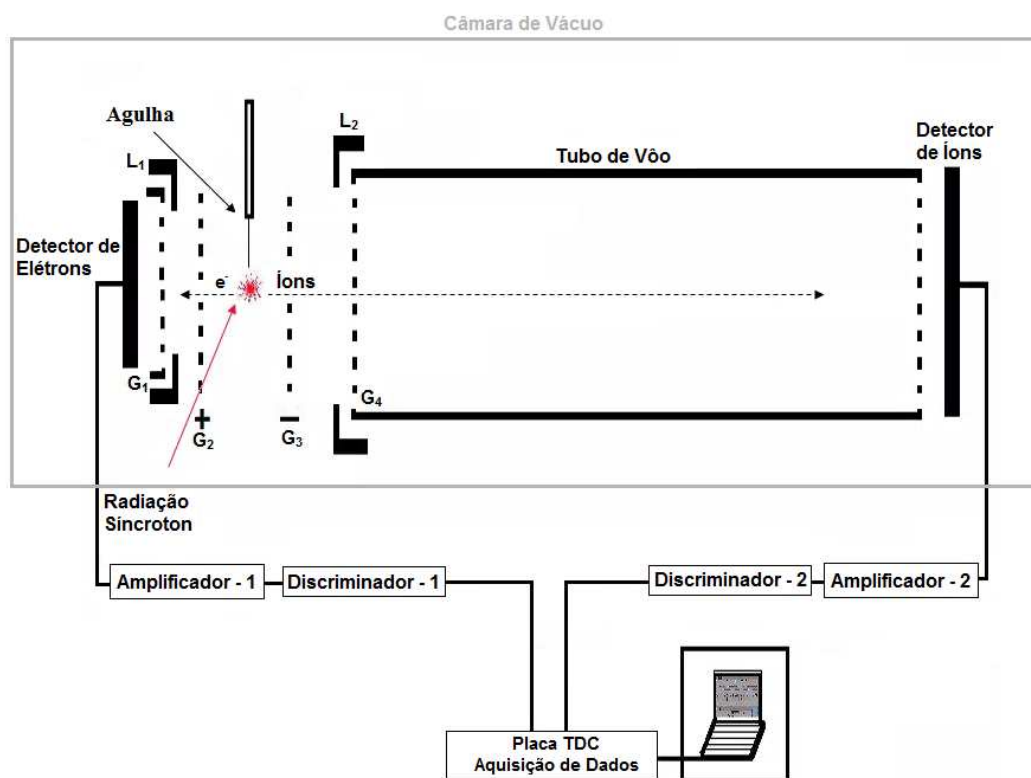 Câmara de Vácuo
Agulha
L₁
L₂
Tubo de Vôo
Detector
de Íons
Detector de
Elétrons
e⁻
Íons
G₁
G₂
G₃
G₄
Radiação
Síncroton
Amplificador - 1
Discriminador - 1
Discriminador - 2
Amplificador - 2
Placa TDC
Aquisição de Dados